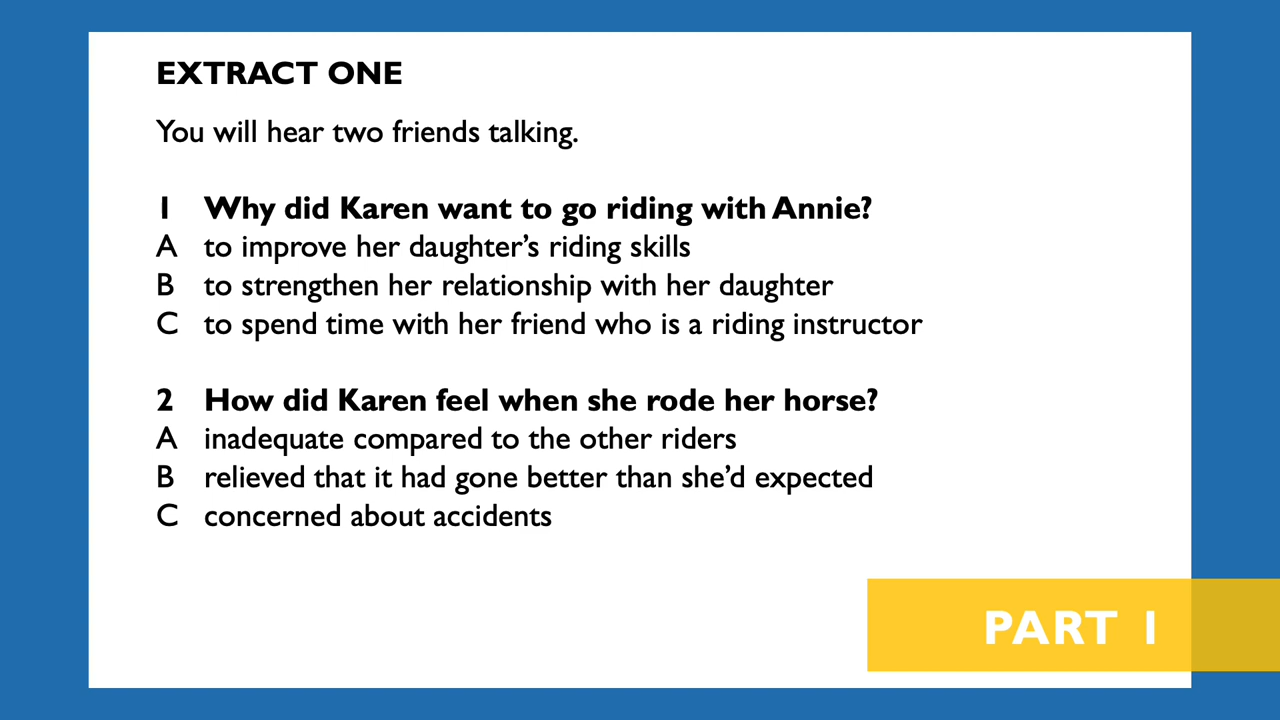 EXTRACT ONE
You will hear two friends talking.
1 Why did Karen want to go riding with Annie?
A to improve her daughter’s riding skills
B to strengthen her relationship with her daughter
C to spend time with her friend who is a riding instructor
2 How did Karen feel when she rode her horse?
A inadequate compared to the other riders
B relieved that it had gone better than she’d expected
C concerned about accidents
PART 1